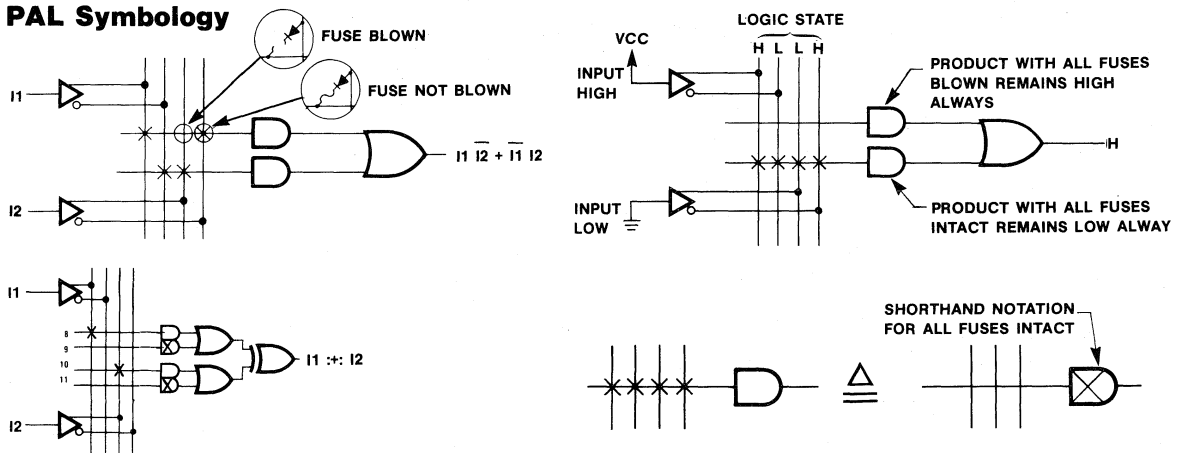 PAL Symbology
FUSE BLOWN
FUSE NOT BLOWN
I1
I2
I1 I̅2̅ + I̅1̅ I2
LOGIC STATE
H L L H
VCC
INPUT
HIGH
PRODUCT WITH ALL FUSES
BLOWN REMAINS HIGH
ALWAYS
H
INPUT
LOW
PRODUCT WITH ALL FUSES
INTACT REMAINS LOW ALWAY
I1
8
9
10
11
I1 :+: I2
I2
SHORTHAND NOTATION
FOR ALL FUSES INTACT